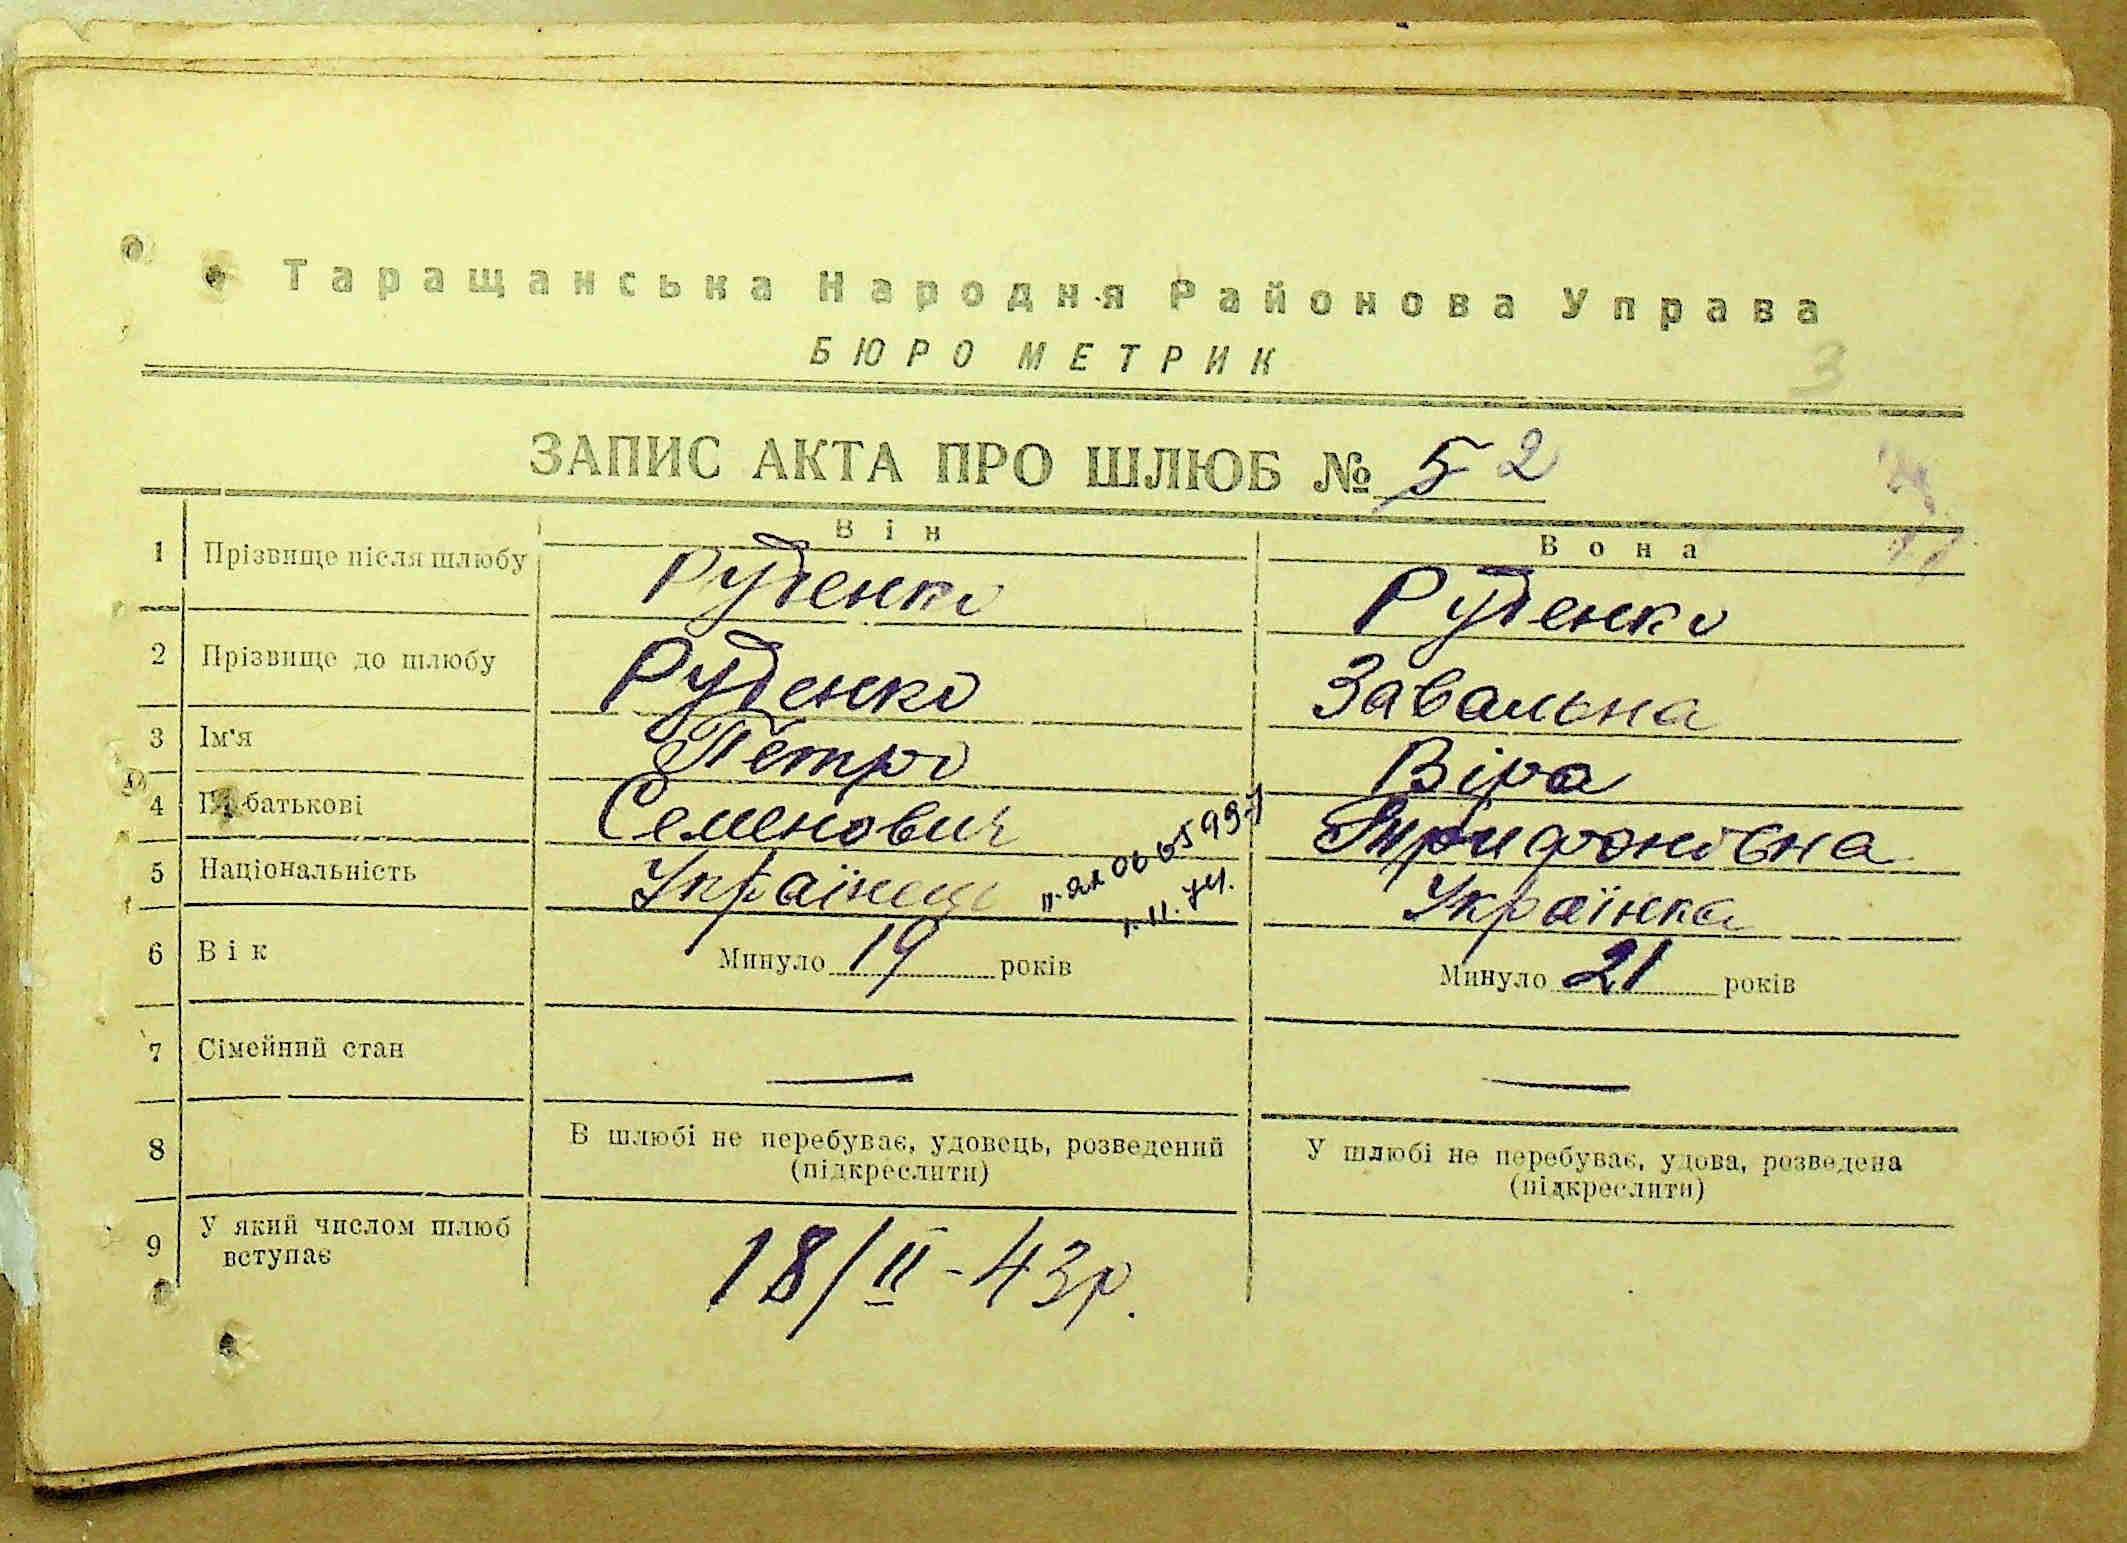 Таращанська Народня Районова Управа
БЮРО МЕТРИК
3
ЗАПИС АКТА ПРО ШЛЮБ № 52
Він Вона
1 Прізвище після шлюбу Руденко Руденко
2 Прізвище до шлюбу Руденко Завальна
3 Ім'я Петро Віра
4 По батькові Семенович Трифонівна
5 Національність Українець Українка
6 Вік Минуло 19 років Минуло 21 років
7 Сімейний стан — —
8 В шлюбі не перебуває, удовець, розведений У шлюбі не перебуває, удова, розведена
(підкреслити) (підкреслити)
9 У який числом шлюб 18/II-43р.
вступає